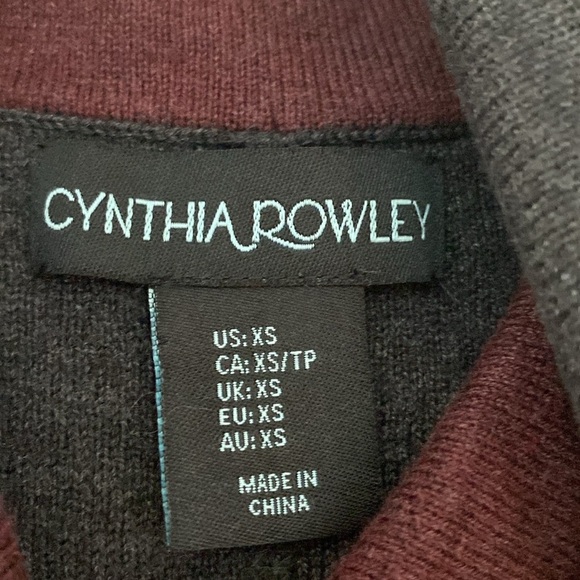 CYNTHIA ROWLEY
US: XS
CA: XS/TP
UK: XS
EU: XS
AU: XS
MADE IN
CHINA